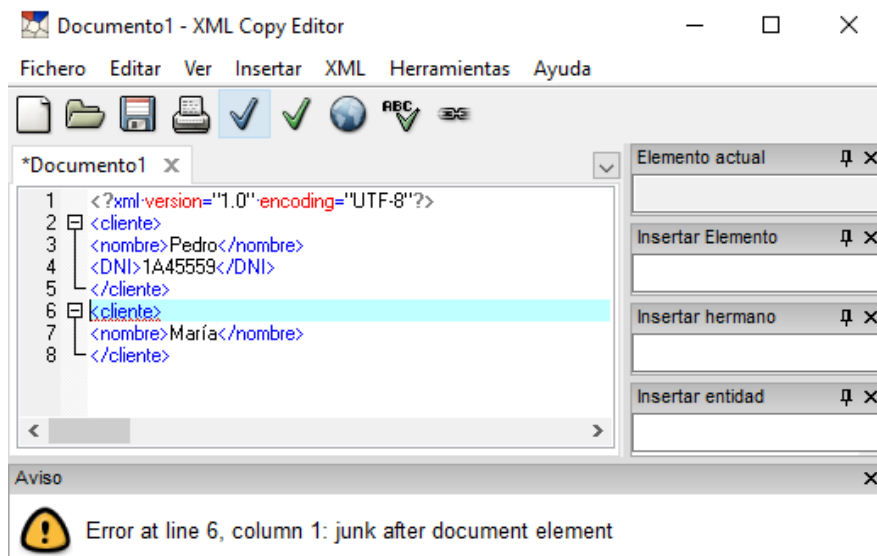 Documento1 - XML Copy Editor
Fichero Editar Ver Insertar XML Herramientas Ayuda
ABC
*Documento1
1 <?xml version="1.0" encoding="UTF-8"?>
2 <cliente>
3 <nombre>Pedro</nombre>
4 <DNI>1A45559</DNI>
5 </cliente>
6 <cliente>
7 <nombre>María</nombre>
8 </cliente>
Elemento actual
Insertar Elemento
Insertar hermano
Insertar entidad
Aviso
Error at line 6, column 1: junk after document element